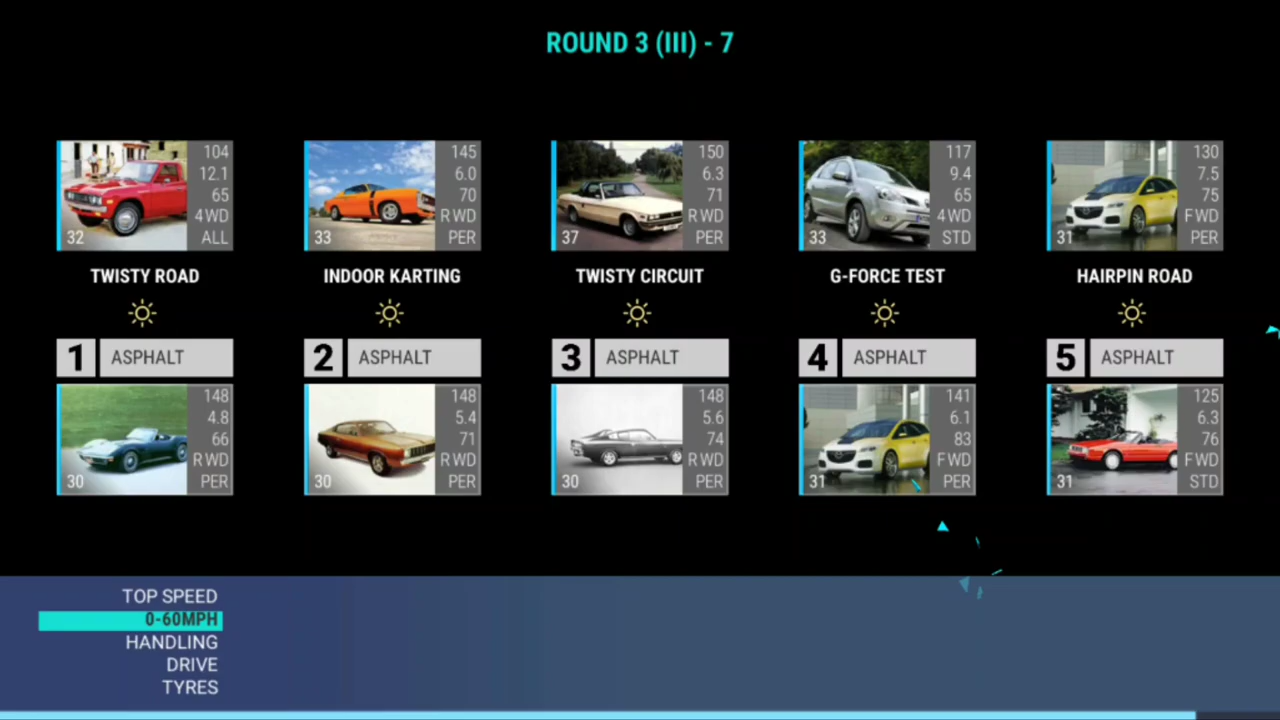 ROUND 3 (III) - 7
104
12.1
65
4WD
ALL
32
145
6.0
70
RWD
PER
33
150
6.3
71
RWD
PER
37
117
9.4
65
4WD
STD
33
130
7.5
75
FWD
PER
31
TWISTY ROAD
INDOOR KARTING
TWISTY CIRCUIT
G-FORCE TEST
HAIRPIN ROAD
1 ASPHALT
2 ASPHALT
3 ASPHALT
4 ASPHALT
5 ASPHALT
148
4.8
66
RWD
PER
30
148
5.4
71
RWD
PER
30
148
5.6
74
RWD
PER
30
141
6.1
83
FWD
PER
31
125
6.3
76
FWD
STD
31
TOP SPEED
0-60MPH
HANDLING
DRIVE
TYRES